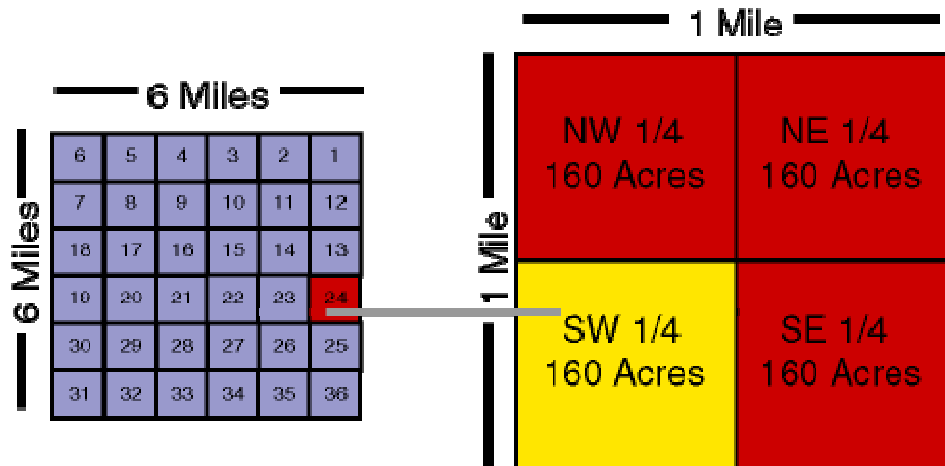 1 Mile
6 Miles
6 Miles
6 5 4 3 2 1
7 8 9 10 11 12
18 17 16 15 14 13
19 20 21 22 23 24
30 29 28 27 26 25
31 32 33 34 35 36
1 Mile
NW 1/4
160 Acres
NE 1/4
160 Acres
SW 1/4
160 Acres
SE 1/4
160 Acres